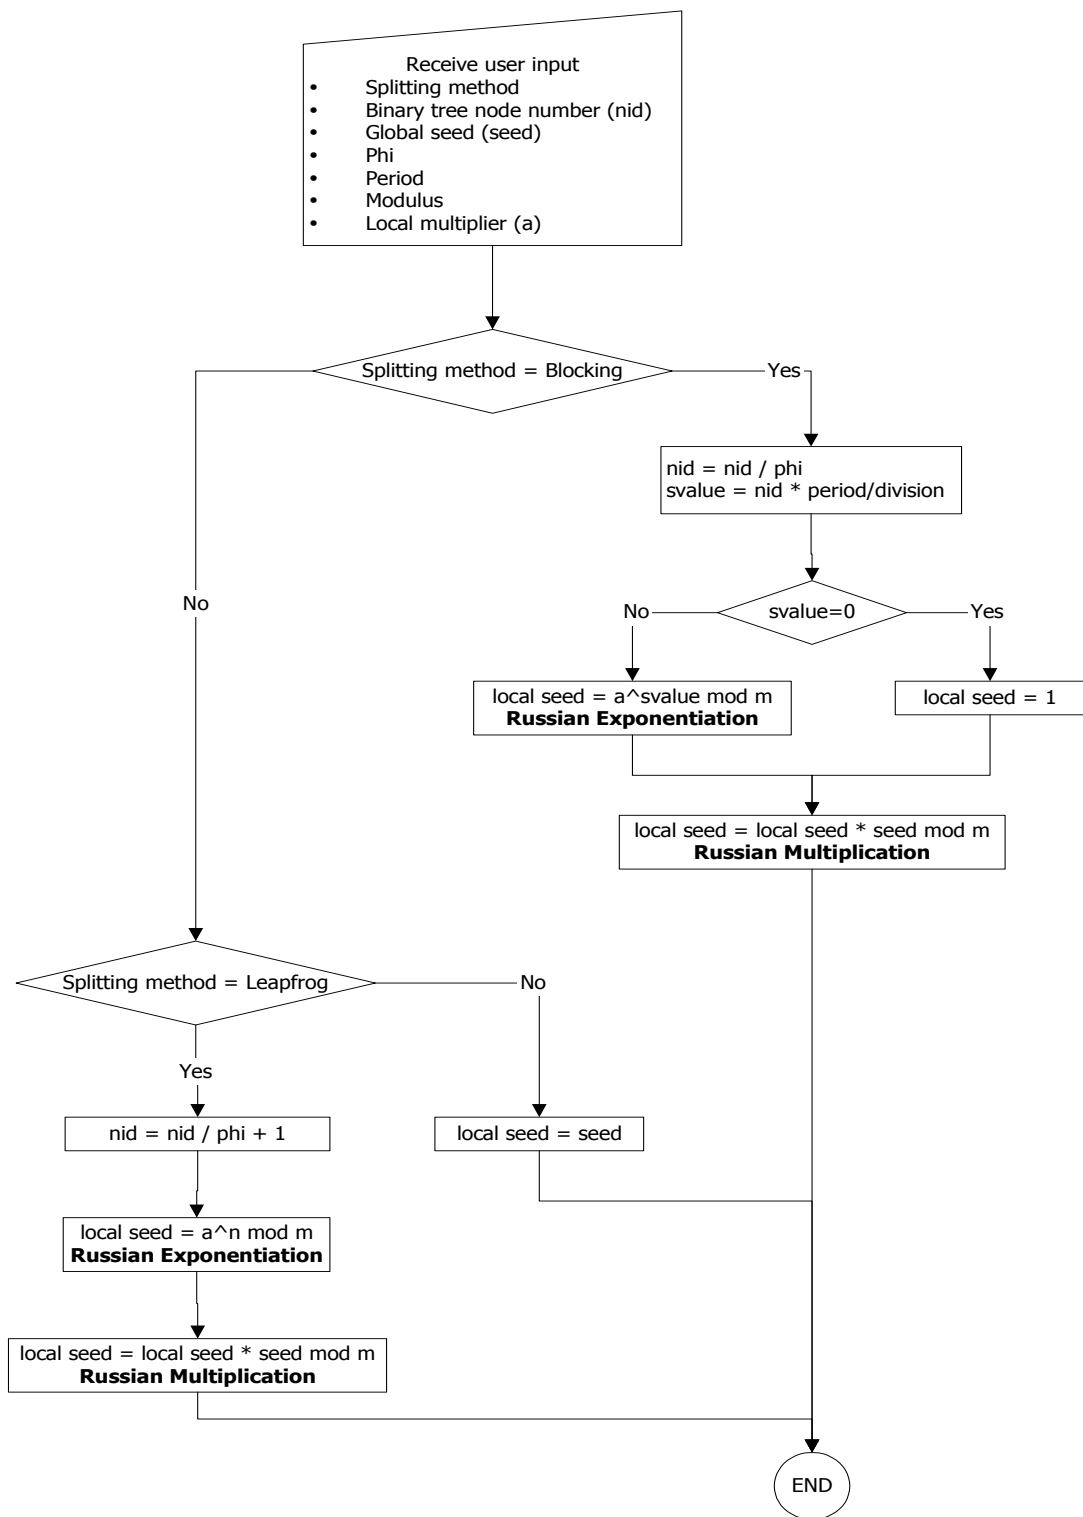 Receive user input
• Splitting method
• Binary tree node number (nid)
• Global seed (seed)
• Phi
• Period
• Modulus
• Local multiplier (a)
Splitting method = Blocking
Yes
nid = nid / phi
svalue = nid * period/division
No
svalue=0
No
Yes
local seed = a^svalue mod m
Russian Exponentiation
local seed = 1
local seed = local seed * seed mod m
Russian Multiplication
Splitting method = Leapfrog
No
Yes
nid = nid / phi + 1
local seed = seed
local seed = a^n mod m
Russian Exponentiation
local seed = local seed * seed mod m
Russian Multiplication
END